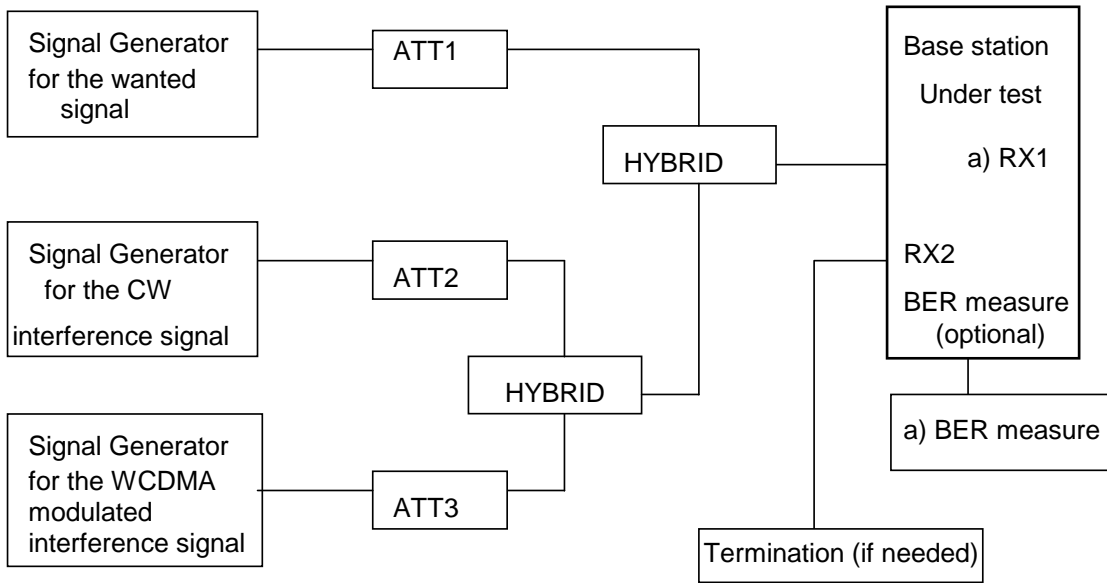 Signal Generator
for the wanted
signal
ATT1
HYBRID
Base station
Under test
a) RX1
RX2
BER measure
(optional)
Signal Generator
for the CW
interference signal
ATT2
HYBRID
a) BER measure
Signal Generator
for the WCDMA
modulated
interference signal
ATT3
Termination (if needed)